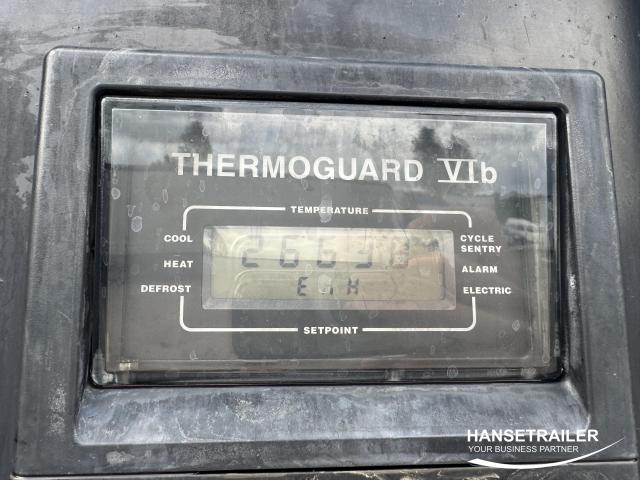 THERMOGUARD VIb
TEMPERATURE
COOL
HEAT
DEFROST
CYCLE
SENTRY
ALARM
ELECTRIC
SETPOINT
HANSETRAILER
YOUR BUSINESS PARTNER